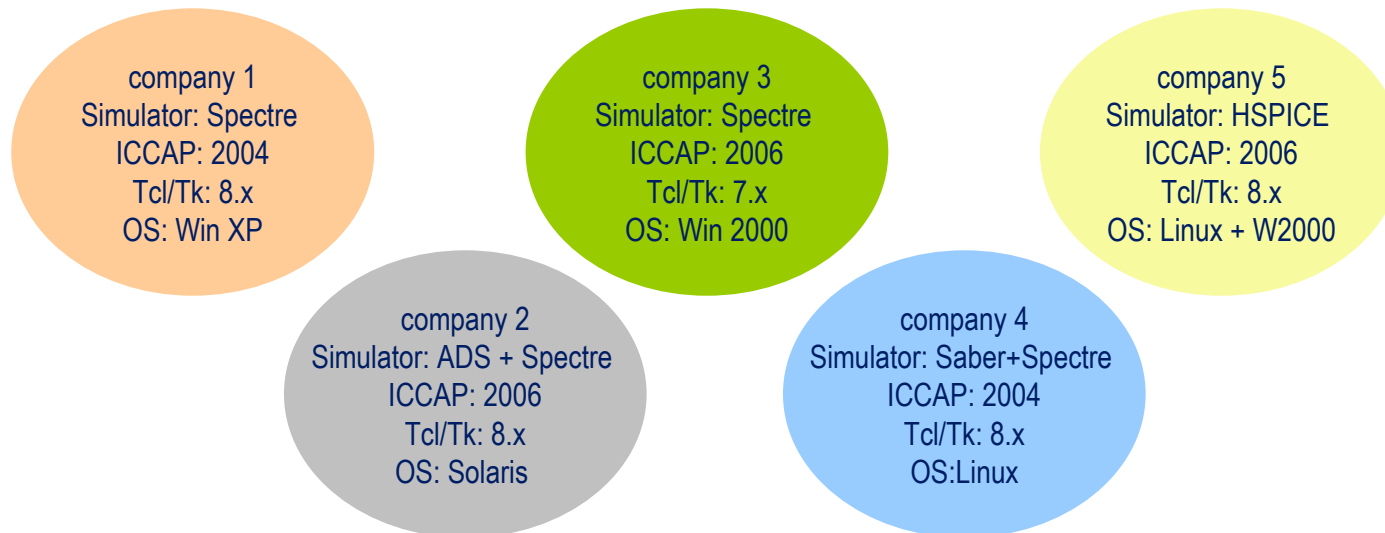 company 1
Simulator: Spectre
ICCAP: 2004
Tcl/Tk: 8.x
OS: Win XP
company 3
Simulator: Spectre
ICCAP: 2006
Tcl/Tk: 7.x
OS: Win 2000
company 5
Simulator: HSPICE
ICCAP: 2006
Tcl/Tk: 8.x
OS: Linux + W2000
company 2
Simulator: ADS + Spectre
ICCAP: 2006
Tcl/Tk: 8.x
OS: Solaris
company 4
Simulator: Saber+Spectre
ICCAP: 2004
Tcl/Tk: 8.x
OS:Linux